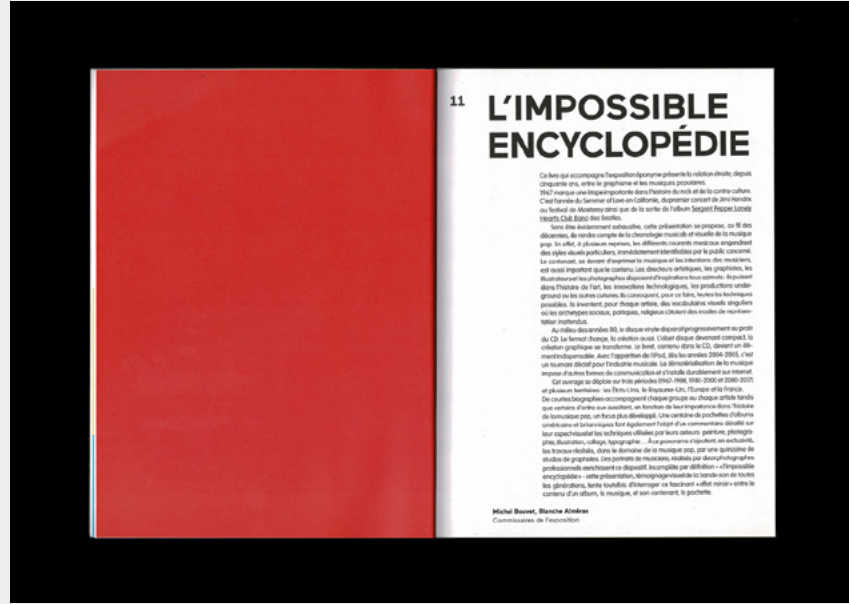 11
L'IMPOSSIBLE
ENCYCLOPÉDIE
Ce livre qui accompagne l'exposition éponyme présente la relation étroite, depuis
cinquante ans, entre le graphisme et les musiques populaires.
1967 marque une étape importante dans l'histoire du rock et de la contre-culture.
C'est l'année du Summer of Love en Californie, du premier concert de Jimi Hendrix
au festival de Monterey ainsi que de la sortie de l'album Sergent Pepper Lonely
Hearts Club Band des Beatles.
Sans être évidemment exhaustive, cette présentation se propose, au fil des
décennies, de rendre compte de la chronologie musicale et visuelle de la musique
pop. En effet, à plusieurs reprises, les différents courants musicaux engendrent
des styles visuels particuliers, immédiatement identifiables par le public concerné.
Le contenant, se devant d'exprimer la musique et les intentions des musiciens,
est aussi important que le contenu. Les directeurs artistiques, les graphistes, les
illustrateurs et les photographes disposent d'inspirations tous azimuts : ils puisent
dans l'histoire de l'art, les innovations technologiques, les productions under-
ground ou les autres cultures. Ils convoquent, pour ce faire, toutes les techniques
possibles. Ils inventent, pour chaque artiste, des vocabulaires visuels singuliers
où les archétypes sociaux, politiques, religieux côtoient des modes de représen-
tation inattendus.
Au milieu des années 80, le disque vinyle disparaît progressivement au profit
du CD. Le format change, la création aussi. L'objet disque devenant compact, la
création graphique se transforme. Le livret, contenu dans le CD, devient un élé-
ment indispensable. Avec l'apparition de l'iPod, dès les années 2004-2005, c'est
un tournant décisif pour l'industrie musicale. La dématérialisation de la musique
impose d'autres formes de communication et s'installe durablement sur internet.
Cet ouvrage se déploie sur trois périodes (1967-1988, 1980-2000 et 2000-2017)
et plusieurs territoires : les États-Unis, le Royaume-Uni, l'Europe et la France.
De courtes biographies accompagnent chaque groupe ou chaque artiste tandis
que certains d'entre eux suscitent, en fonction de leur importance dans l'histoire
de la musique pop, un focus plus développé. Une centaine de pochettes d'albums
américains et britanniques font également l'objet d'un commentaire détaillé sur
leur aspect visuel et les techniques utilisées par leurs auteurs : peinture, photogra-
phie, illustration, collage, typographie... À ce panorama s'ajoutent, en exclusivité,
les travaux réalisés, dans le domaine de la musique pop, par une quinzaine de
studios de graphistes. Des portraits de musiciens, réalisés par deux photographes
professionnels enrichissent ce dispositif. Incomplète par définition – « l'impossible
encyclopédie » – cette présentation, témoignage visuel de la bande-son de toutes
les générations, tente toutefois d'interroger ce fascinant « effet miroir » entre le
contenu d'un album, la musique, et son contenant, la pochette.
Michel Bouvet, Blanche Alméras
Commissaires de l'exposition